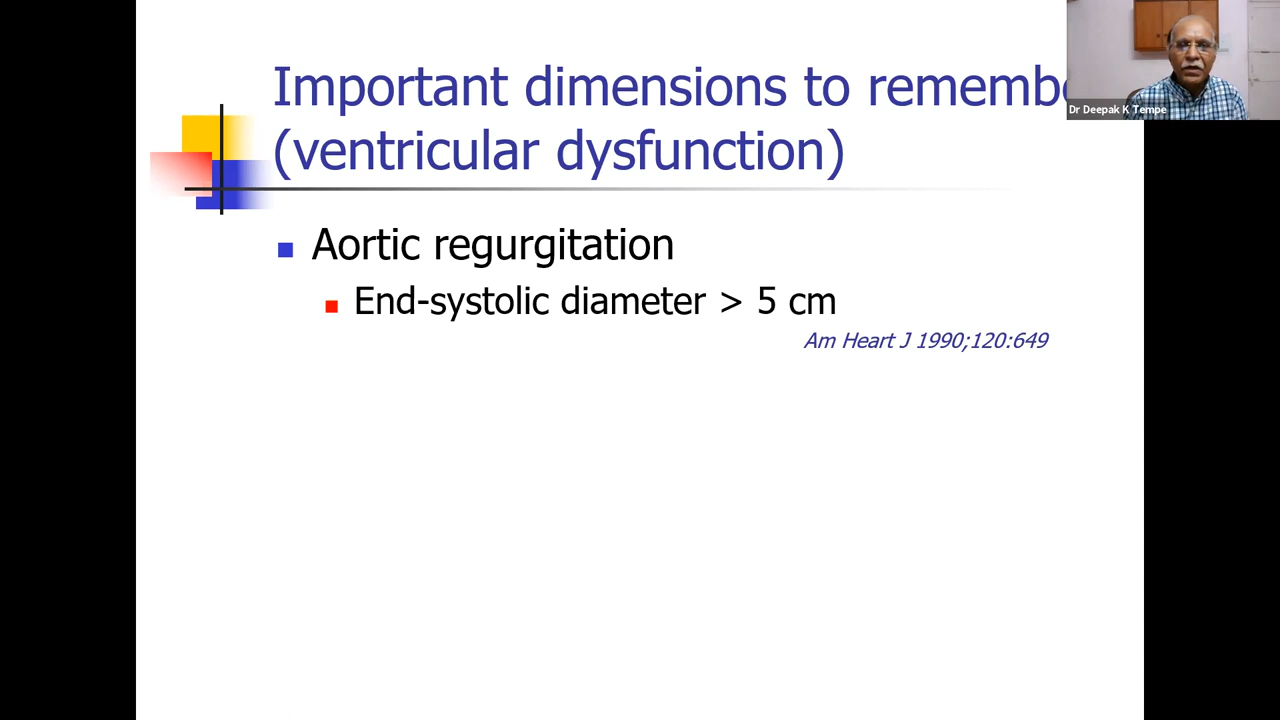 Important dimensions to remembe
(ventricular dysfunction)
Dr Deepak K Tempe
Aortic regurgitation
End-systolic diameter > 5 cm
Am Heart J 1990;120:649